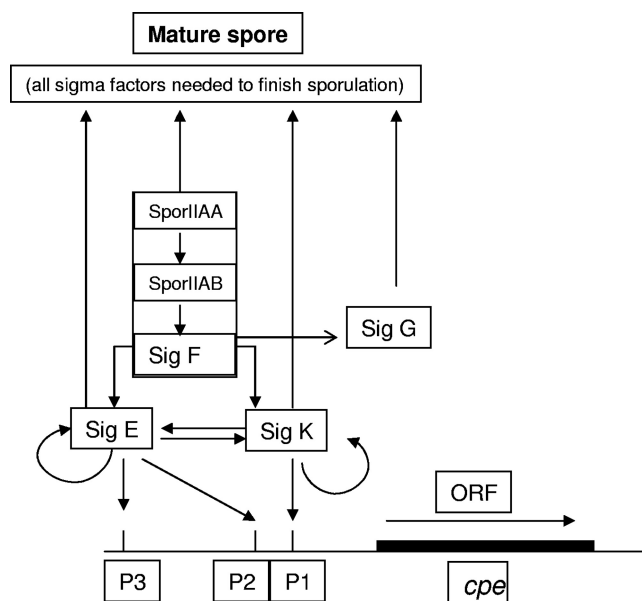 Mature spore
(all sigma factors needed to finish sporulation)
SporIIAA
SporIIAB
Sig F
Sig G
Sig E
Sig K
ORF
P3
P2
P1
cpe